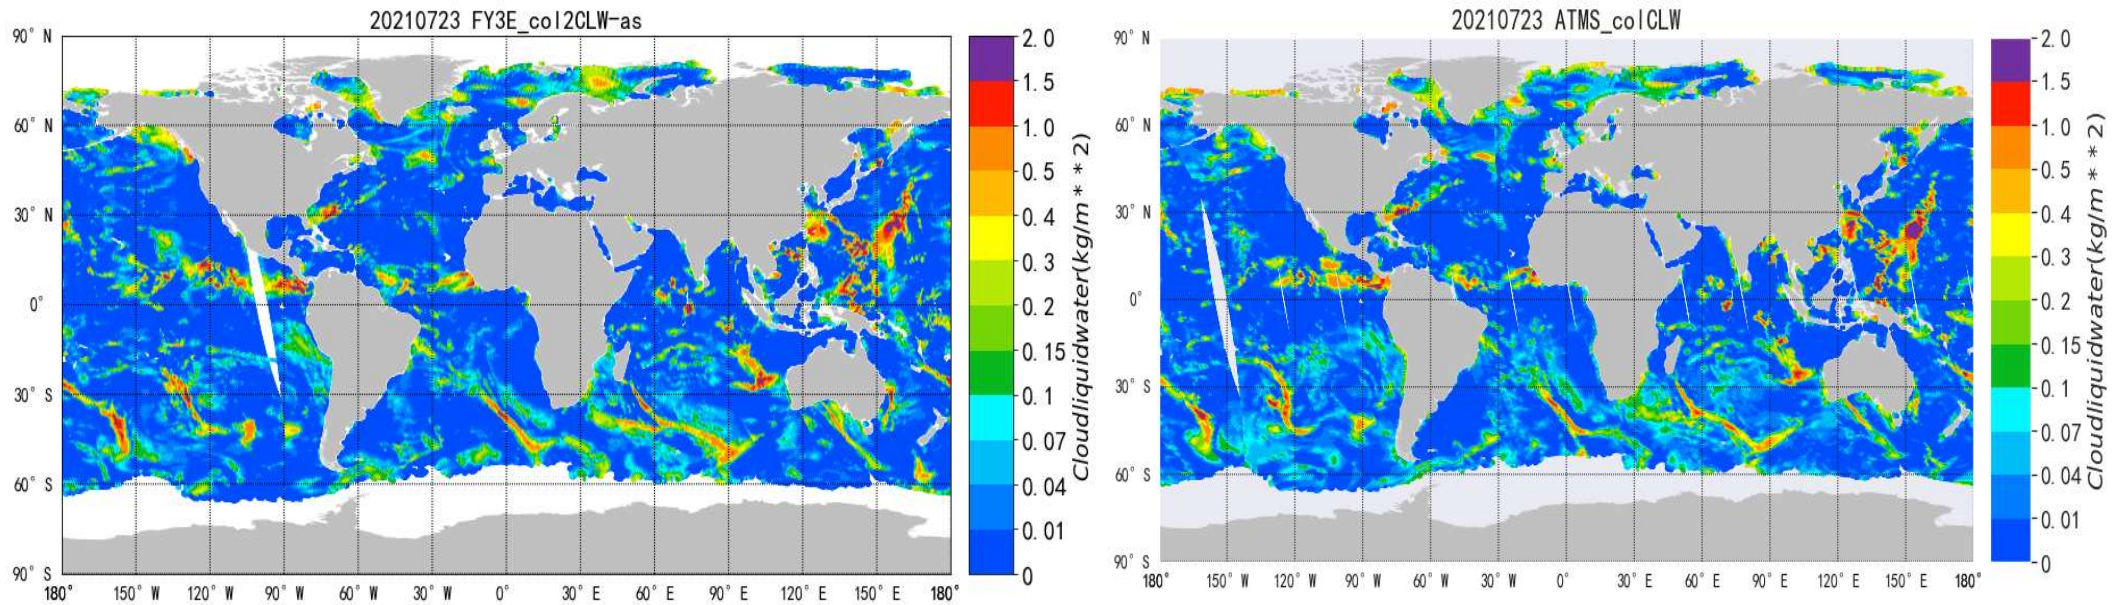 20210723 FY3E_col2CLW-as
90° N
60° N
30° N
0°
30° S
60° S
90° S
180° 150° W 120° W 90° W 60° W 30° W 0° 30° E 60° E 90° E 120° E 150° E 180°
2.0
1.5
1.0
0.5
0.4
0.3
0.2
0.15
0.1
0.07
0.04
0.01
0
Cloudliquidwater(kg/m**2)
20210723 ATMS_colCLW
90° N
60° N
30° N
0°
30° S
60° S
90° S
180° 150° W 120° W 90° W 60° W 30° W 0° 30° E 60° E 90° E 120° E 150° E 180°
2.0
1.5
1.0
0.5
0.4
0.3
0.2
0.15
0.1
0.07
0.04
0.01
0
Cloudliquidwater(kg/m**2)